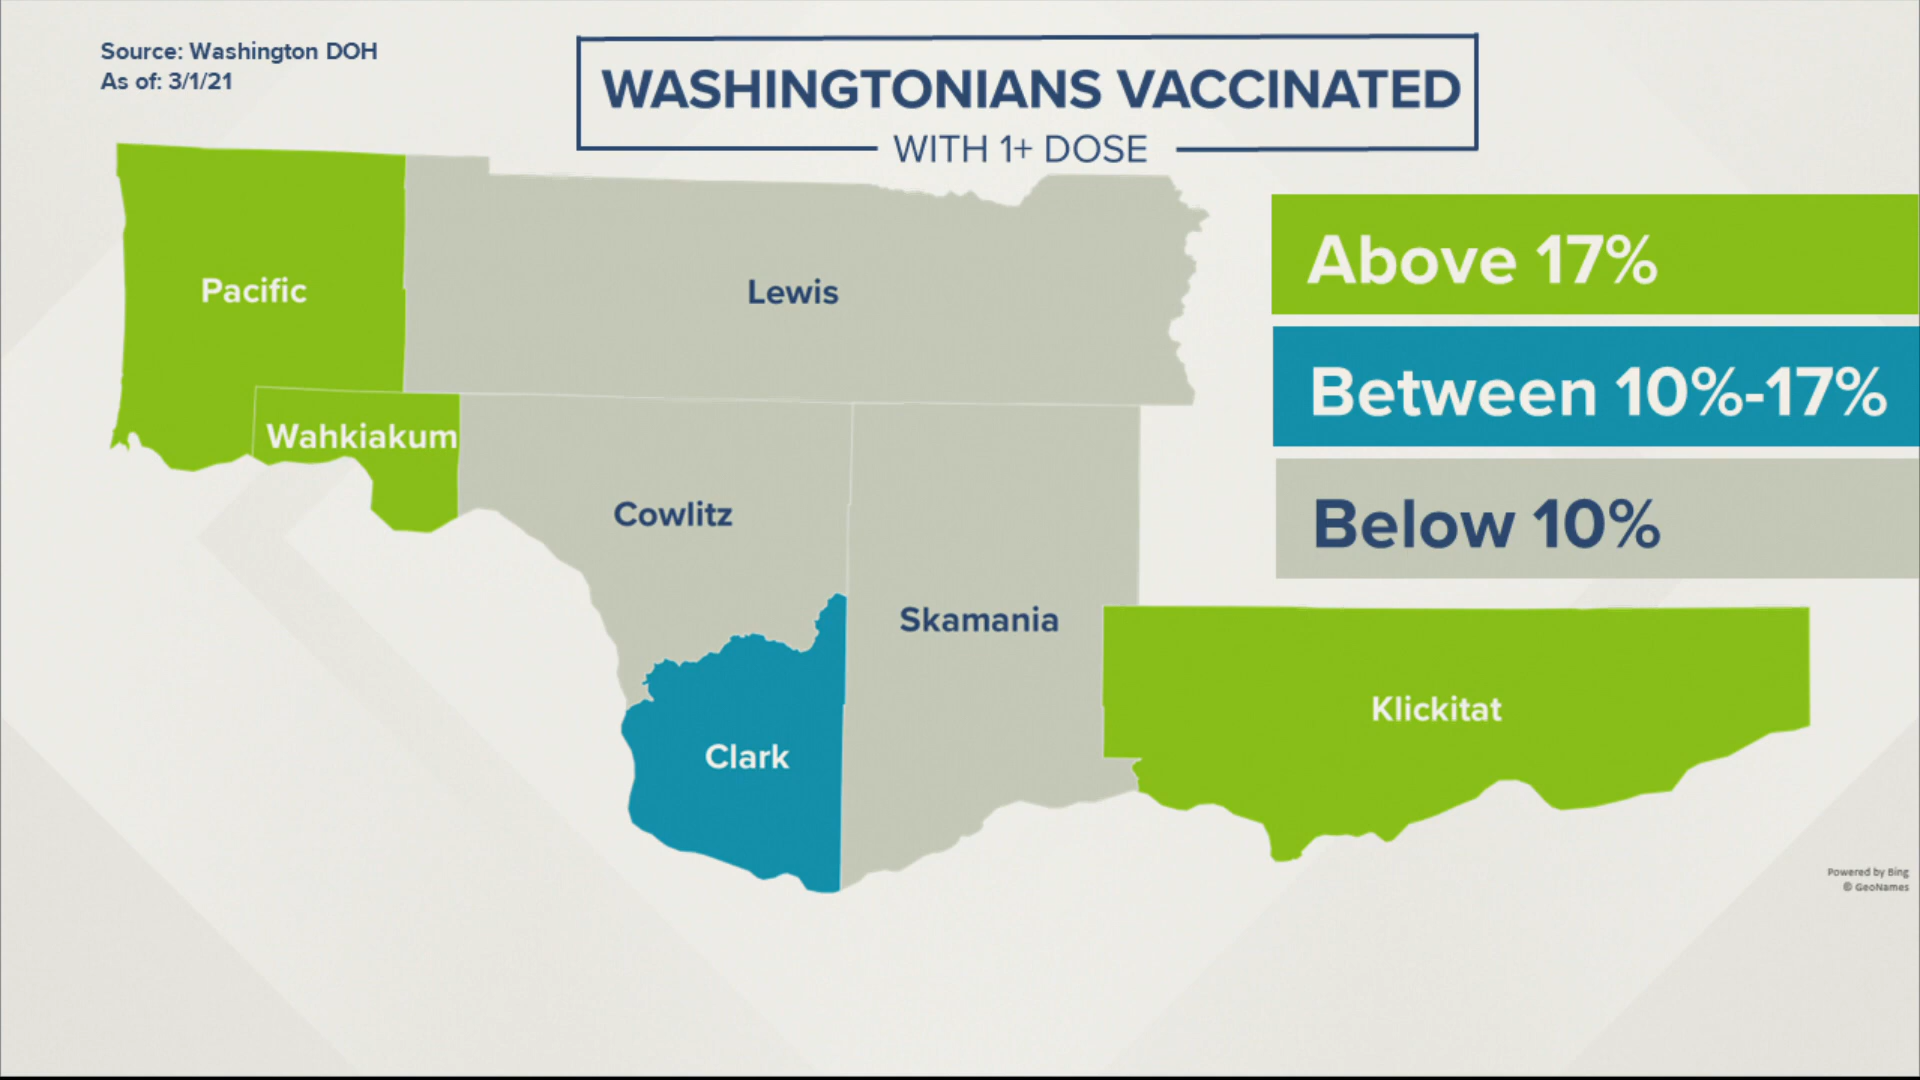 Source: Washington DOH
As of: 3/1/21
WASHINGTONIANS VACCINATED
WITH 1+ DOSE
Above 17%
Between 10%-17%
Below 10%
Pacific
Lewis
Wahkiakum
Cowlitz
Skamania
Clark
Klickitat
Powered by Bing
© GeoNames